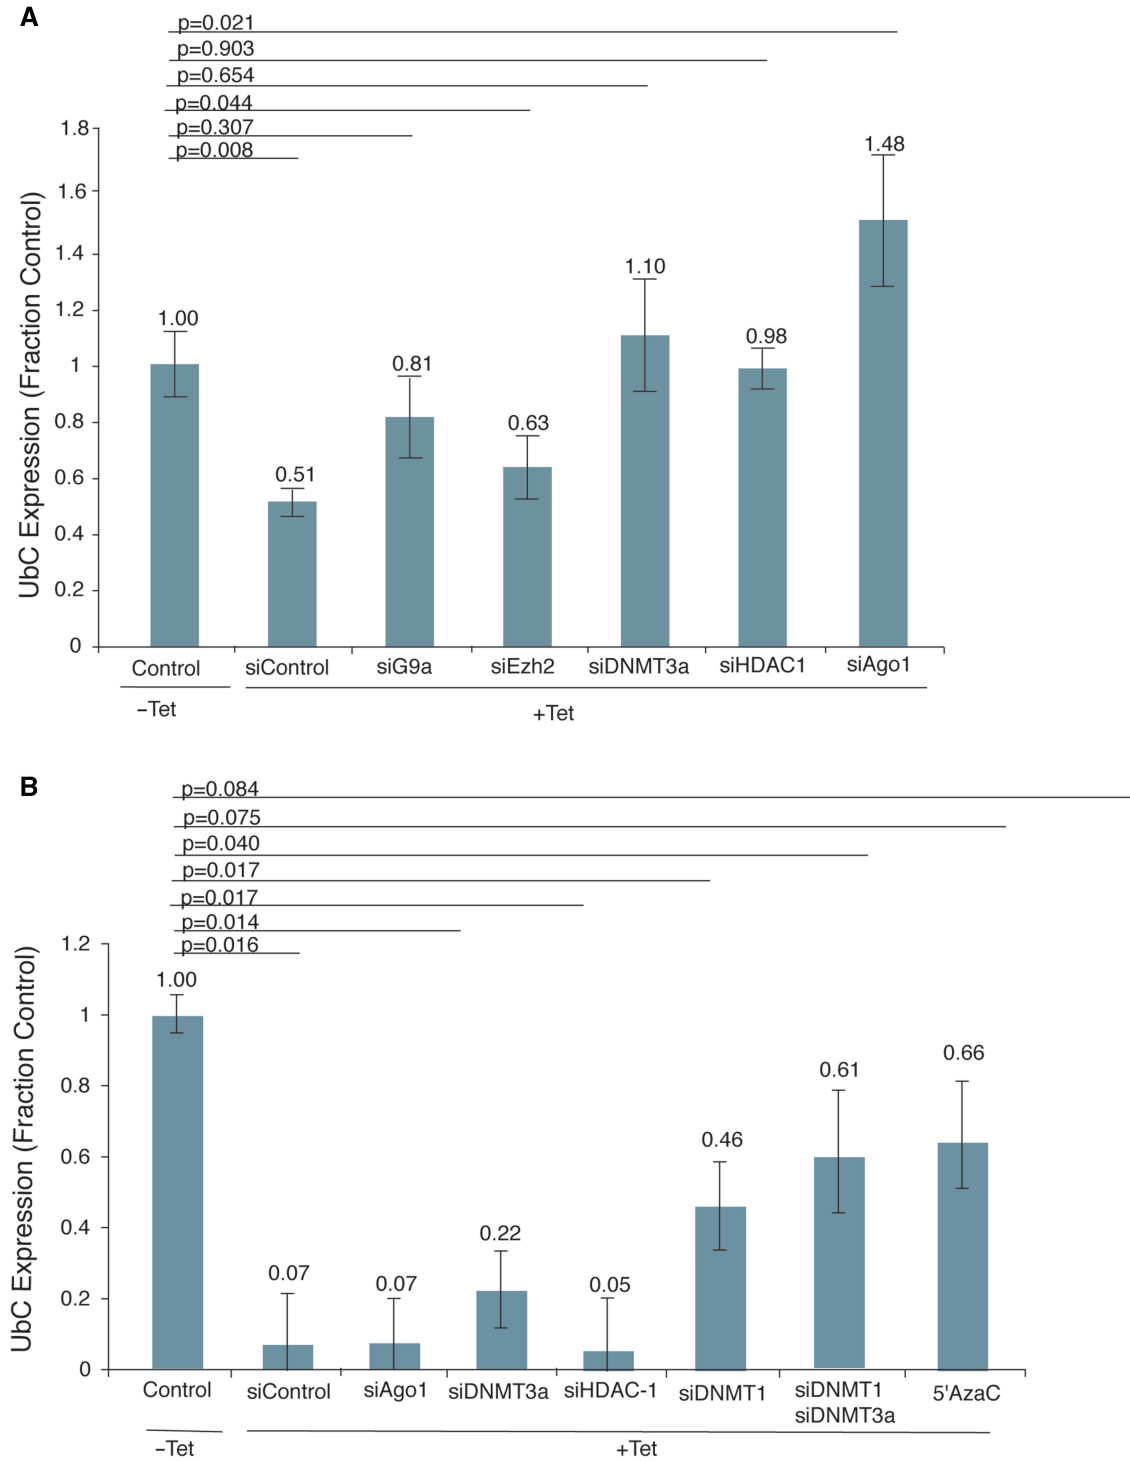 A
p=0.021
p=0.903
p=0.654
p=0.044
p=0.307
p=0.008
UbC Expression (Fraction Control)
1.8
1.6
1.4
1.2
1
0.8
0.6
0.4
0.2
0
1.00
0.51
0.81
0.63
1.10
0.98
1.48
Control siControl siG9a siEzh2 siDNMT3a siHDAC1 siAgo1
–Tet +Tet
B
p=0.084
p=0.075
p=0.040
p=0.017
p=0.017
p=0.014
p=0.016
UbC Expression (Fraction Control)
1.2
1
0.8
0.6
0.4
0.2
0
1.00
0.07
0.07
0.22
0.05
0.46
0.61
0.66
Control siControl siAgo1 siDNMT3a siHDAC-1 siDNMT1 siDNMT1 5'AzaC
siDNMT3a
–Tet +Tet